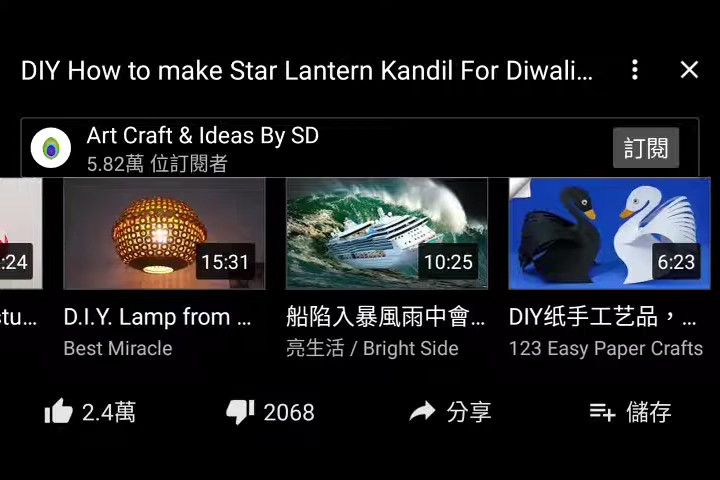 DIY How to make Star Lantern Kandil For Diwali...
Art Craft & Ideas By SD
5.82萬 位訂閱者
訂閱
:24
15:31
10:25
6:23
ctu...
D.I.Y. Lamp from ...
船陷入暴風雨中會...
DIY纸手工艺品，...
Best Miracle
亮生活 / Bright Side
123 Easy Paper Crafts
2.4萬
2068
分享
儲存